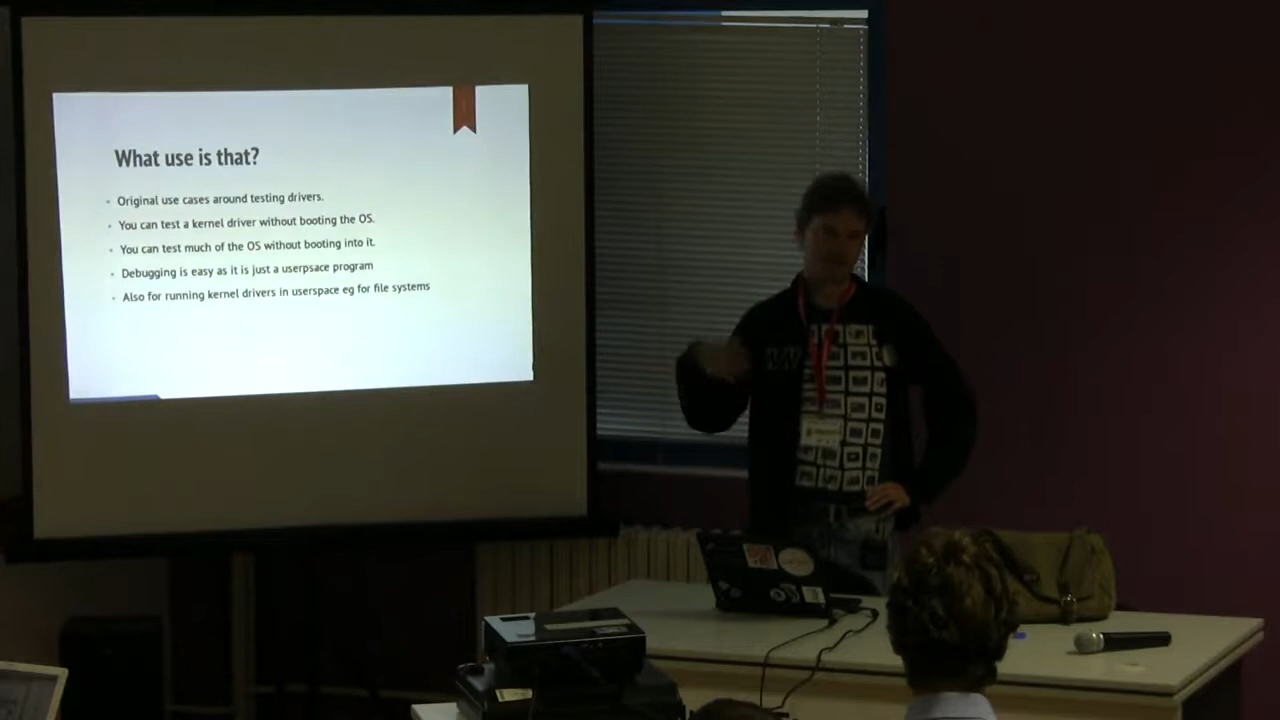 What use is that?
Original use cases around testing drivers.
You can test a kernel driver without booting the OS.
You can test much of the OS without booting into it.
Debugging is easy as it is just a userpsace program
Also for running kernel drivers in userspace eg for file systems